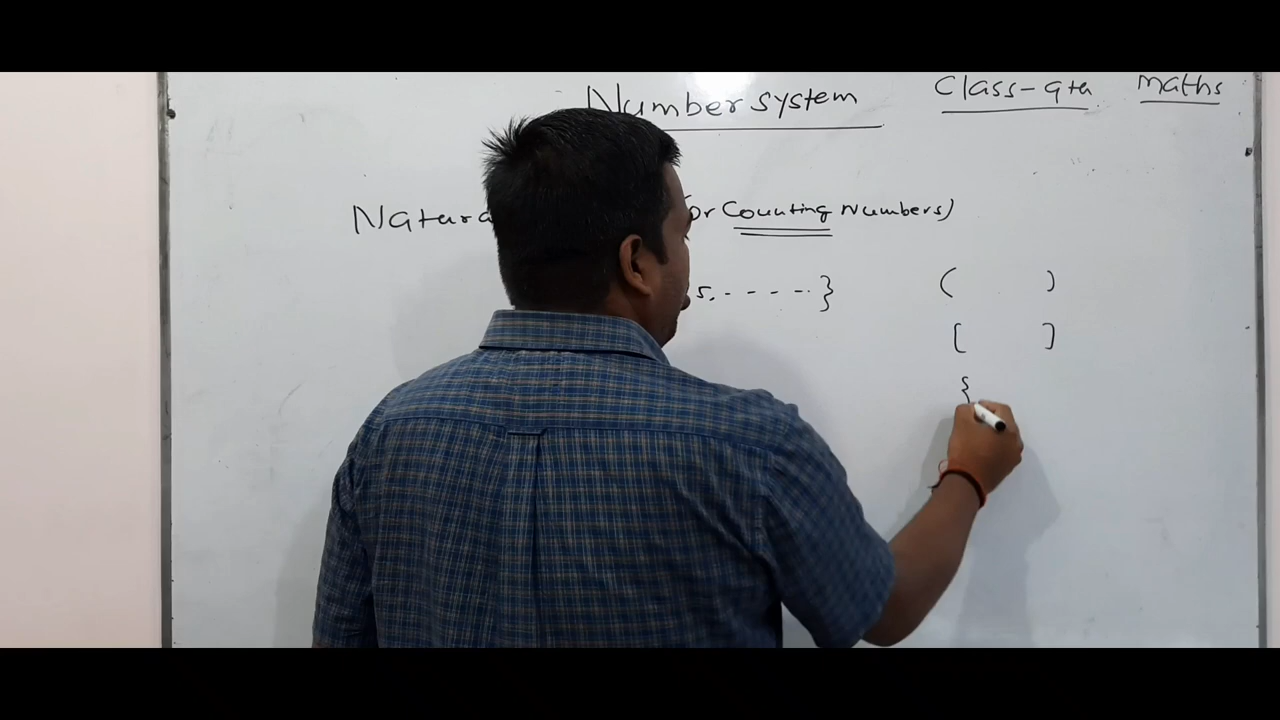 Number system Class-9th Maths
Natura (or Counting Numbers)
5, - - - - - }
( )
[ ]
{